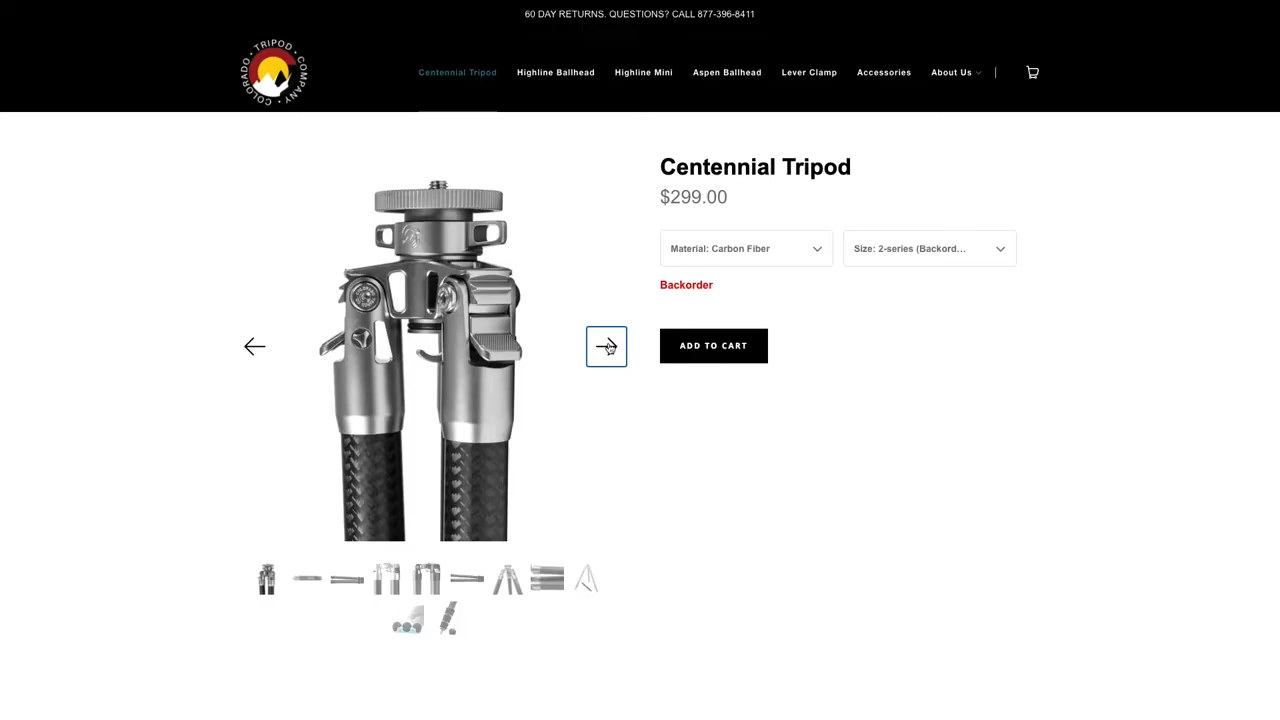 60 DAY RETURNS. QUESTIONS? CALL 877-396-8411
COLORADO · TRIPOD · COMPANY ·
Centennial Tripod
Highline Ballhead
Highline Mini
Aspen Ballhead
Lever Clamp
Accessories
About Us
Centennial Tripod
$299.00
Material: Carbon Fiber
Size: 2-series (Backord...
Backorder
ADD TO CART